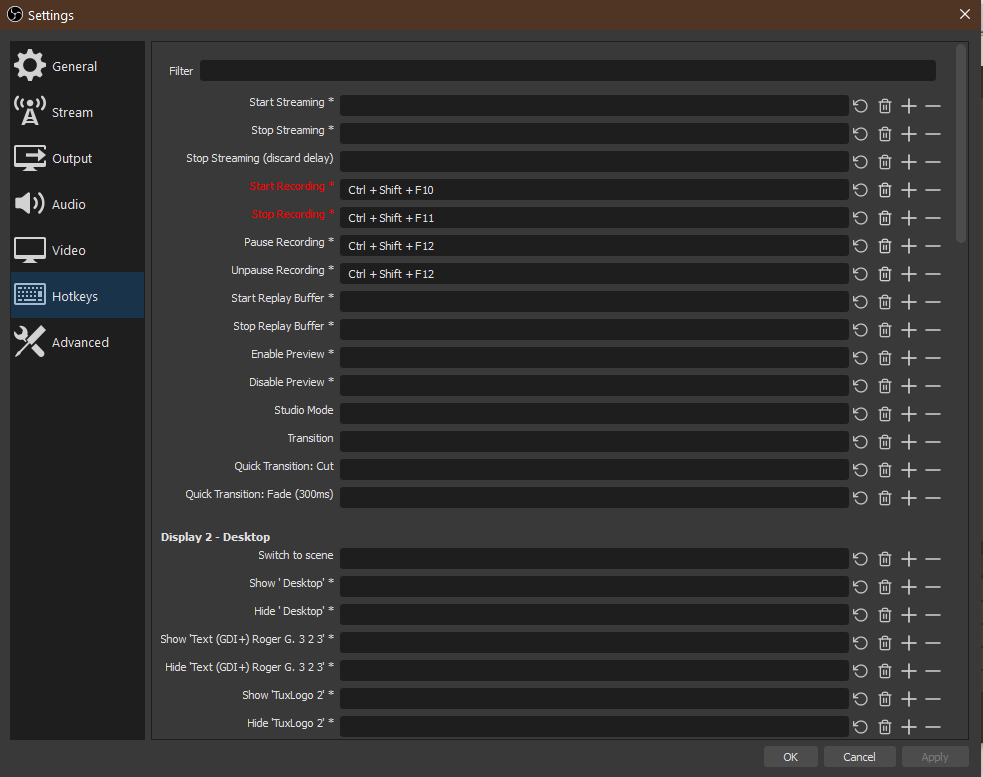 Settings
General
Stream
Output
Audio
Video
Hotkeys
Advanced
Filter
Start Streaming *
Stop Streaming *
Stop Streaming (discard delay)
Start Recording * Ctrl + Shift + F10
Stop Recording * Ctrl + Shift + F11
Pause Recording * Ctrl + Shift + F12
Unpause Recording * Ctrl + Shift + F12
Start Replay Buffer *
Stop Replay Buffer *
Enable Preview *
Disable Preview *
Studio Mode
Transition
Quick Transition: Cut
Quick Transition: Fade (300ms)
Display 2 - Desktop
Switch to scene
Show ' Desktop' *
Hide ' Desktop' *
Show 'Text (GDI+) Roger G. 3 2 3' *
Hide 'Text (GDI+) Roger G. 3 2 3' *
Show 'TuxLogo 2' *
Hide 'TuxLogo 2' *
OK Cancel Apply